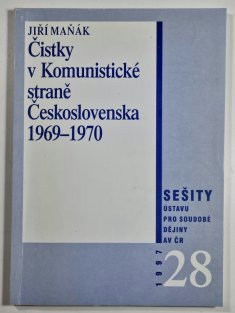 JIŘÍ MAŇÁK
Čistky
v Komunistické
straně
Československa
1969–1970
SEŠITY
ÚSTAVU
PRO SOUDOBÉ
DĚJINY
AV ČR
1997
28